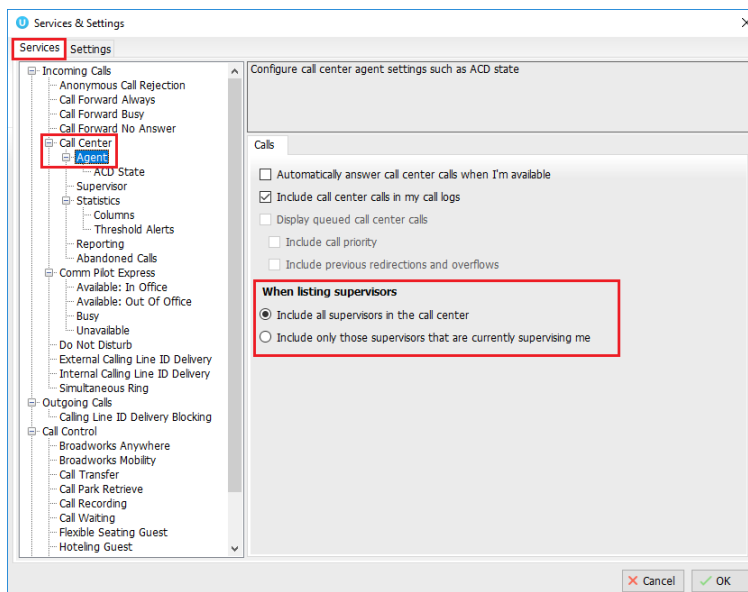 Services & Settings
Services Settings
Incoming Calls
Anonymous Call Rejection
Call Forward Always
Call Forward Busy
Call Forward No Answer
Call Center
Agent
ACD State
Supervisor
Statistics
Columns
Threshold Alerts
Reporting
Abandoned Calls
Comm Pilot Express
Available: In Office
Available: Out Of Office
Busy
Unavailable
Do Not Disturb
External Calling Line ID Delivery
Internal Calling Line ID Delivery
Simultaneous Ring
Outgoing Calls
Calling Line ID Delivery Blocking
Call Control
Broadworks Anywhere
Broadworks Mobility
Call Transfer
Call Park Retrieve
Call Recording
Call Waiting
Flexible Seating Guest
Hoteling Guest
Configure call center agent settings such as ACD state
Calls
Automatically answer call center calls when I'm available
Include call center calls in my call logs
Display queued call center calls
Include call priority
Include previous redirections and overflows
When listing supervisors
Include all supervisors in the call center
Include only those supervisors that are currently supervising me
Cancel OK